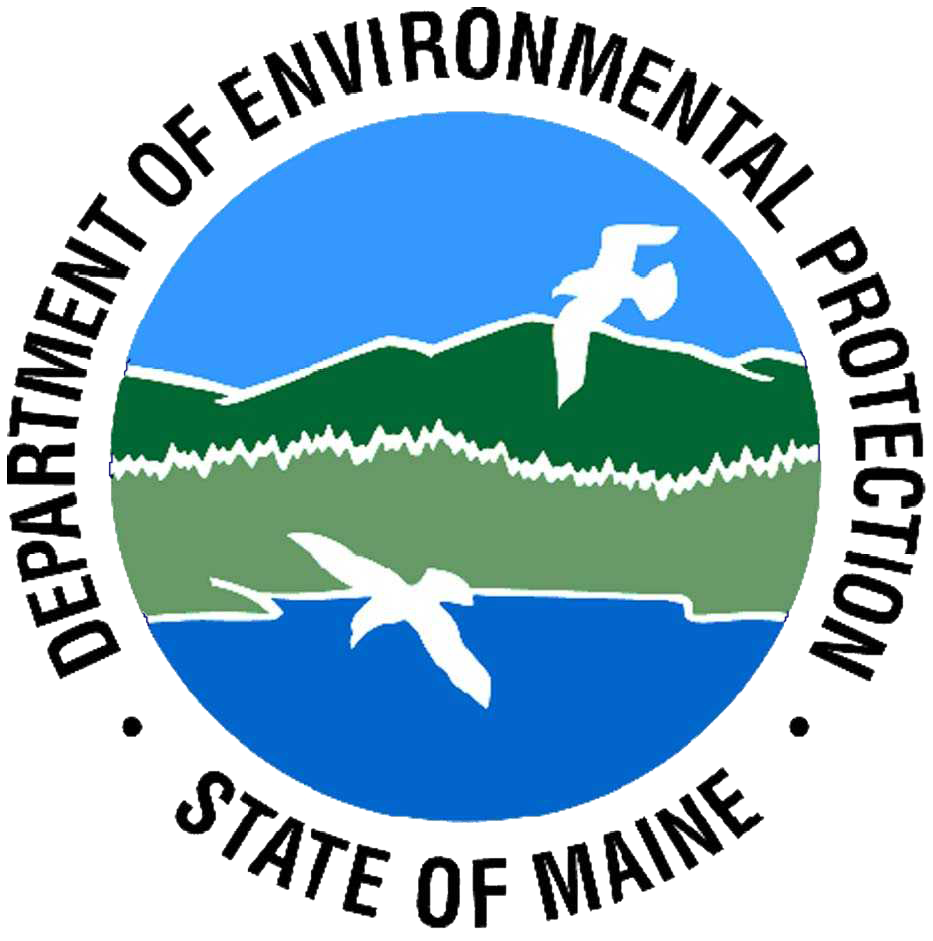 DEPARTMENT OF ENVIRONMENTAL PROTECTION
• STATE OF MAINE •